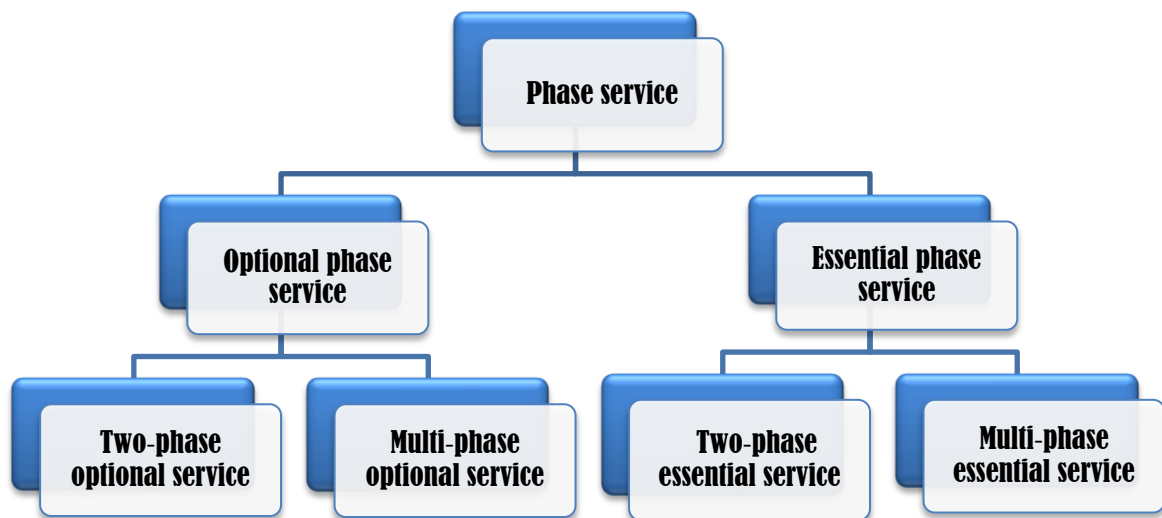 Phase service
Optional phase
service
Essential phase
service
Two-phase
optional service
Multi-phase
optional service
Two-phase
essential service
Multi-phase
essential service